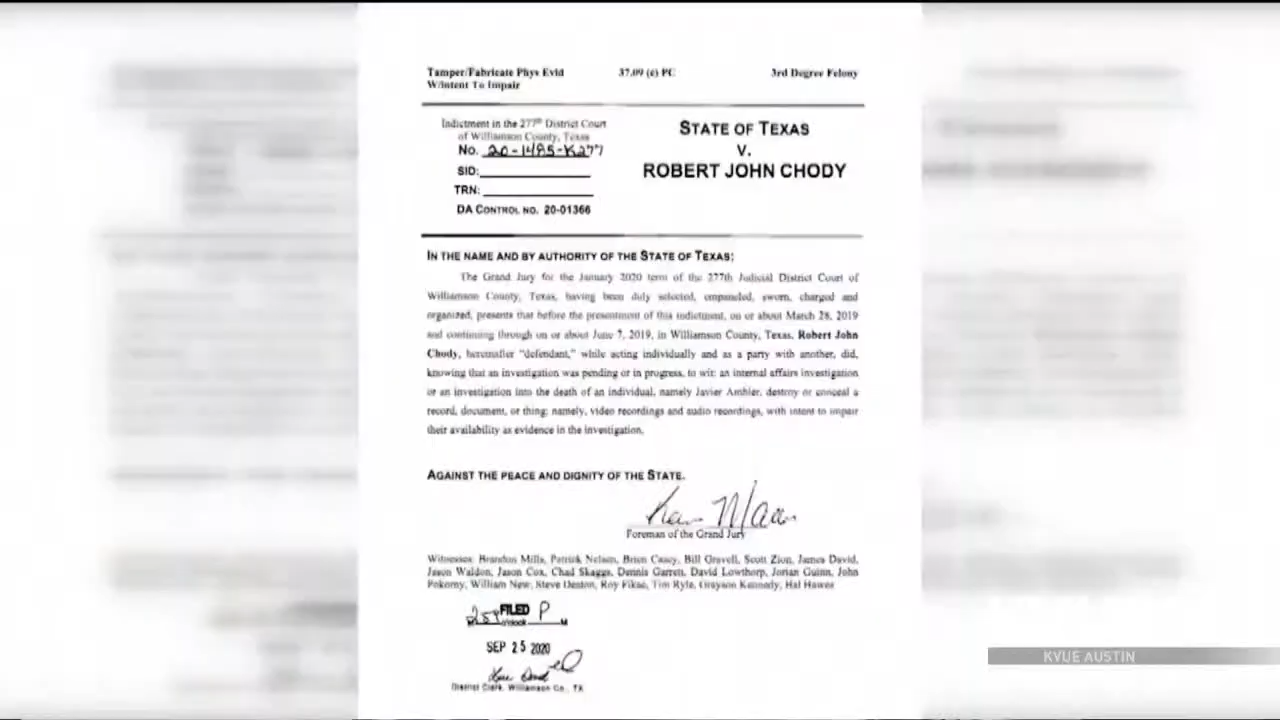 Tamper/Fabricate Phys Evid 37.09 (c) PC 3rd Degree Felony
W/Intent To Impair
Indictment in the 277th District Court
of Williamson County, Texas
No. 20-1485-K277
SID:
TRN:
DA CONTROL NO. 20-01366
STATE OF TEXAS
V.
ROBERT JOHN CHODY
IN THE NAME AND BY AUTHORITY OF THE STATE OF TEXAS:
The Grand Jury for the January 2020 term of the 277th Judicial District Court of
Williamson County, Texas, having been duly selected, empaneled, sworn, charged and
organized, presents that before the presentment of this indictment, on or about March 28, 2019
and continuing through on or about June 7, 2019, in Williamson County, Texas, Robert John
Chody, hereinafter "defendant," while acting individually and as a party with another, did,
knowing that an investigation was pending or in progress, to wit: an internal affairs investigation
or an investigation into the death of an individual, namely Javier Ambler, destroy or conceal a
record, document, or thing; namely, video recordings and audio recordings, with intent to impair
their availability as evidence in the investigation.
AGAINST THE PEACE AND DIGNITY OF THE STATE.
Foreman of the Grand Jury
Witnesses: Brandon Mills, Patrick Nelson, Brian Casey, Bill Gravell, Scott Zion, James David,
Jason Waldon, Jason Cox, Chad Skaggs, Dennis Garrett, David Lowthorp, Jorian Guinn, John
Pokorny, William New, Steve Deaton, Roy Fikac, Tim Ryle, Grayson Kennedy, Hal Hawes
FILED P
o'clock M
SEP 25 2020
District Clerk, Williamson Co., TX
KVUE AUSTIN